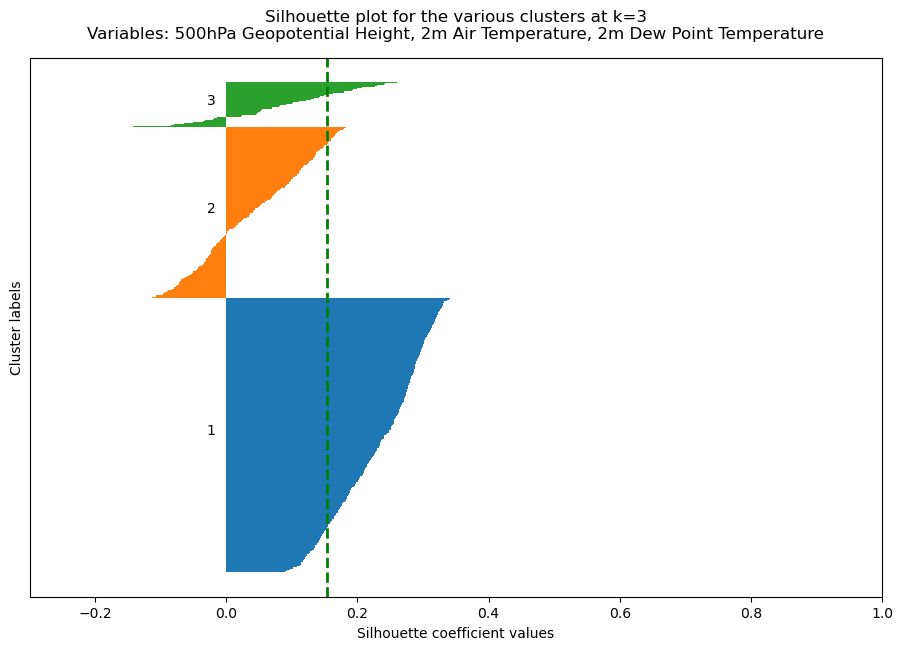 Silhouette plot for the various clusters at k=3
Variables: 500hPa Geopotential Height, 2m Air Temperature, 2m Dew Point Temperature
3
2
1
Cluster labels
−0.2 0.0 0.2 0.4 0.6 0.8 1.0
Silhouette coefficient values